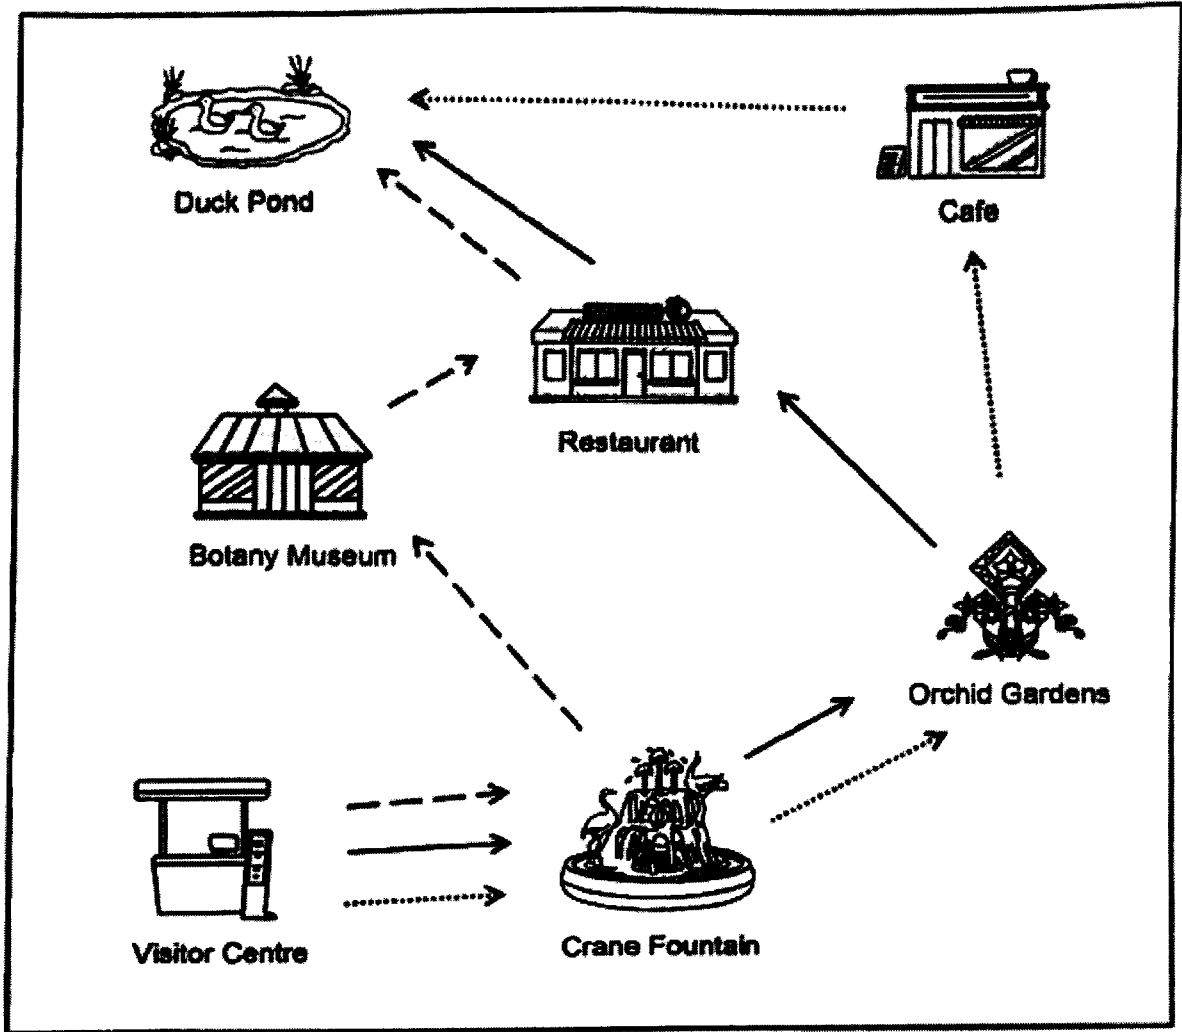 Duck Pond
Cafe
Restaurant
Botany Museum
Orchid Gardens
Visitor Centre
Crane Fountain